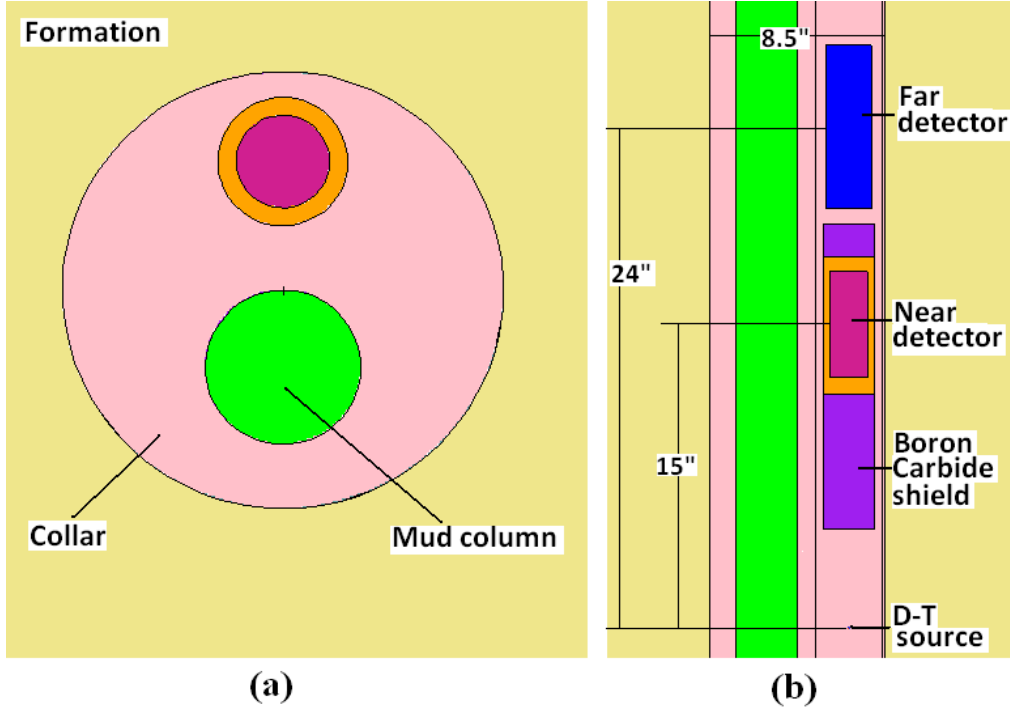 Formation
Collar
Mud column
(a)
8.5"
Far
detector
24"
Near
detector
15"
Boron
Carbide
shield
D-T
source
(b)